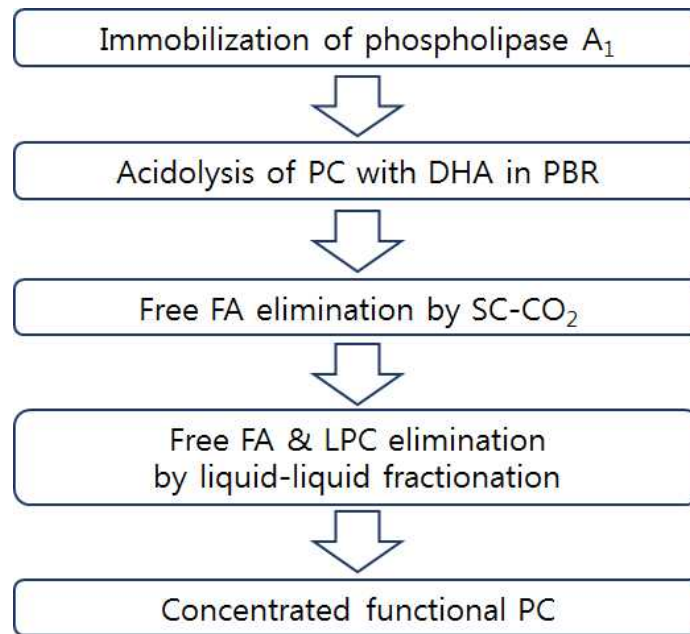 Immobilization of phospholipase A₁
Acidolysis of PC with DHA in PBR
Free FA elimination by SC-CO₂
Free FA & LPC elimination
by liquid-liquid fractionation
Concentrated functional PC